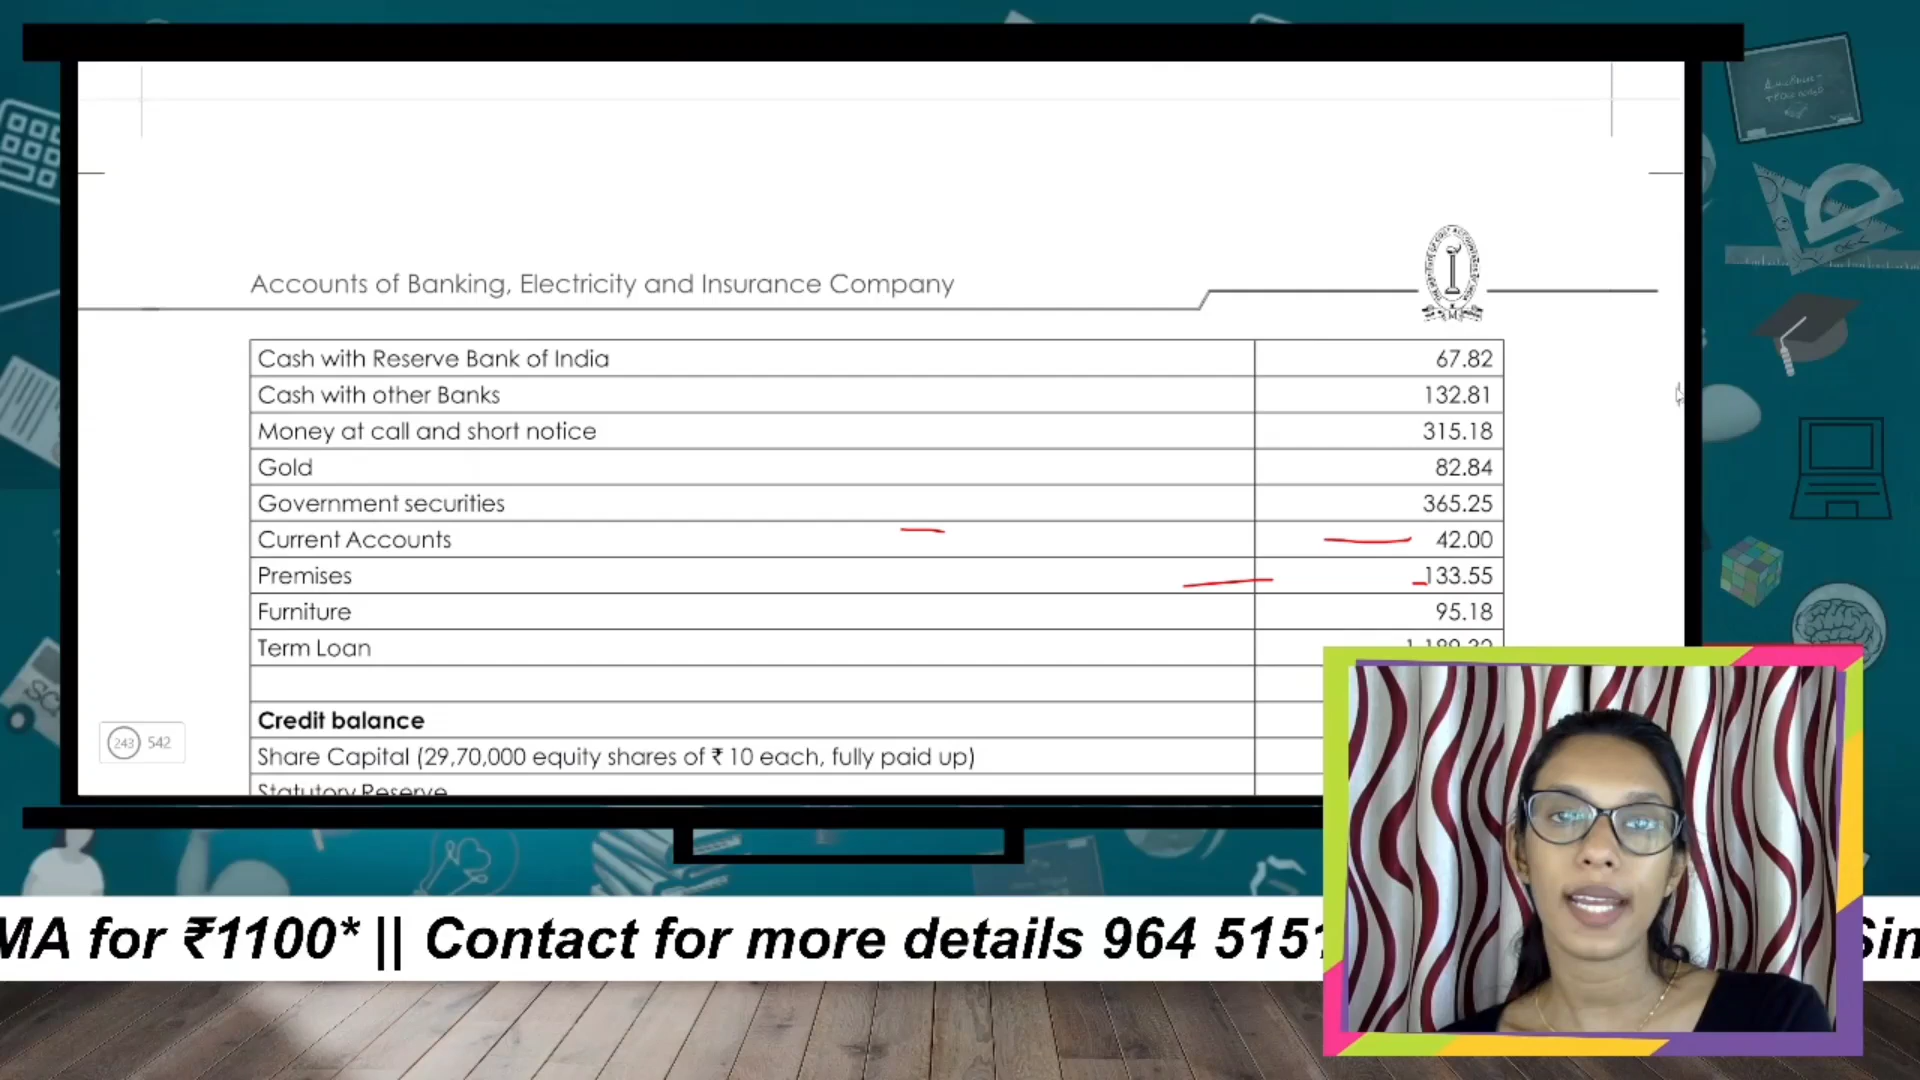 Accounts of Banking, Electricity and Insurance Company
Cash with Reserve Bank of India 67.82
Cash with other Banks 132.81
Money at call and short notice 315.18
Gold 82.84
Government securities 365.25
Current Accounts 42.00
Premises 133.55
Furniture 95.18
Term Loan
Credit balance
Share Capital (29,70,000 equity shares of ₹ 10 each, fully paid up)
Statutory Reserve
243 542
MA for ₹1100* || Contact for more details 964 515